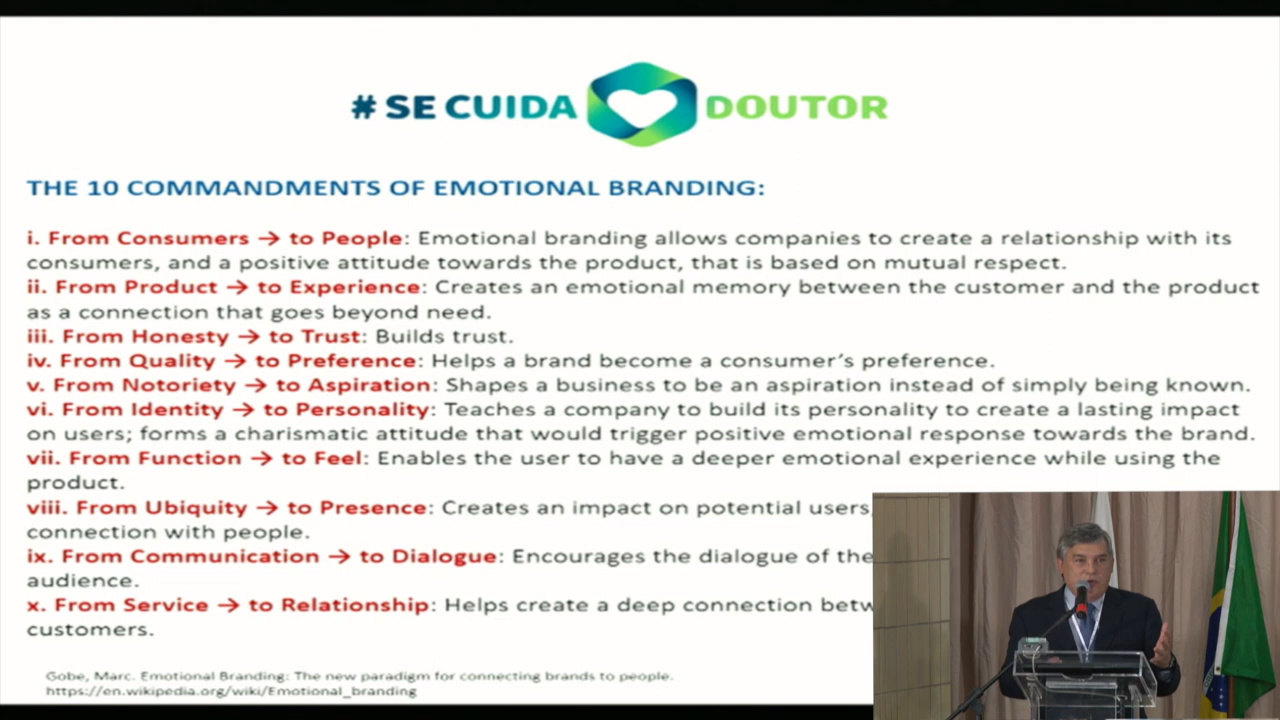 # SE CUIDA DOUTOR
THE 10 COMMANDMENTS OF EMOTIONAL BRANDING:
i. From Consumers → to People: Emotional branding allows companies to create a relationship with its
consumers, and a positive attitude towards the product, that is based on mutual respect.
ii. From Product → to Experience: Creates an emotional memory between the customer and the product
as a connection that goes beyond need.
iii. From Honesty → to Trust: Builds trust.
iv. From Quality → to Preference: Helps a brand become a consumer’s preference.
v. From Notoriety → to Aspiration: Shapes a business to be an aspiration instead of simply being known.
vi. From Identity → to Personality: Teaches a company to build its personality to create a lasting impact
on users; forms a charismatic attitude that would trigger positive emotional response towards the brand.
vii. From Function → to Feel: Enables the user to have a deeper emotional experience while using the
product.
viii. From Ubiquity → to Presence: Creates an impact on potential users,
connection with people.
ix. From Communication → to Dialogue: Encourages the dialogue of the
audience.
x. From Service → to Relationship: Helps create a deep connection
customers.
Gobe, Marc. Emotional Branding: The new paradigm for connecting brands to people.
https://en.wikipedia.org/wiki/Emotional_branding